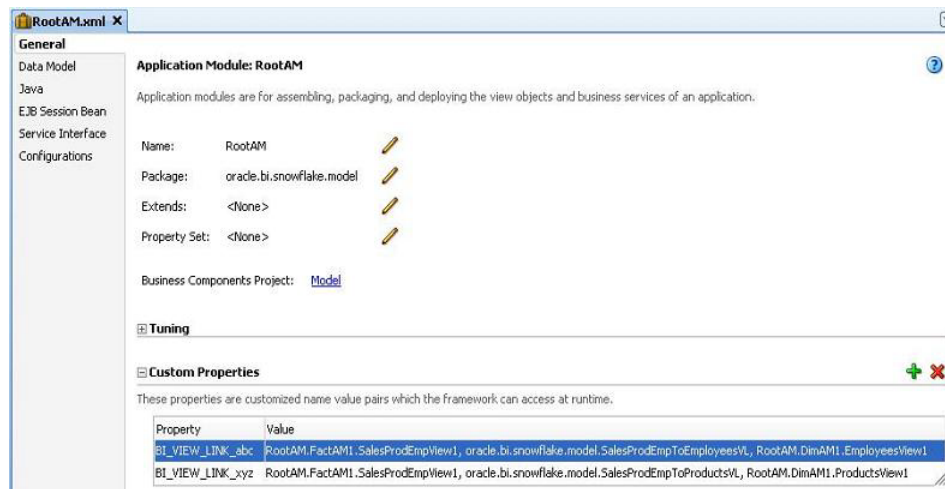 RootAM.xml
General
Data Model
Java
EJB Session Bean
Service Interface
Configurations
Application Module: RootAM
Application modules are for assembling, packaging, and deploying the view objects and business services of an application.
Name: RootAM
Package: oracle.bi.snowflake.model
Extends: <None>
Property Set: <None>
Business Components Project: Model
Tuning
Custom Properties
These properties are customized name value pairs which the framework can access at runtime.
Property Value
BI_VIEW_LINK_abc RootAM.FactAM1.SalesProdEmpView1, oracle.bi.snowflake.model.SalesProdEmpToEmployeesVL, RootAM.DimAM1.EmployeesView1
BI_VIEW_LINK_xyz RootAM.FactAM1.SalesProdEmpView1, oracle.bi.snowflake.model.SalesProdEmpToProductsVL, RootAM.DimAM1.ProductsView1